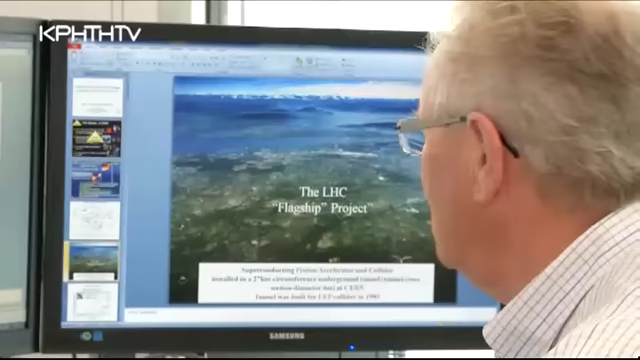 ΚΡΗΤΗTV
The LHC
"Flagship" Project
Superconducting Proton Accelerator and Collider
installed in a 27km circumference underground tunnel (tunnel cross
section diameter 4m) at CERN
Tunnel was built for LEP collider in 1985
SAMSUNG